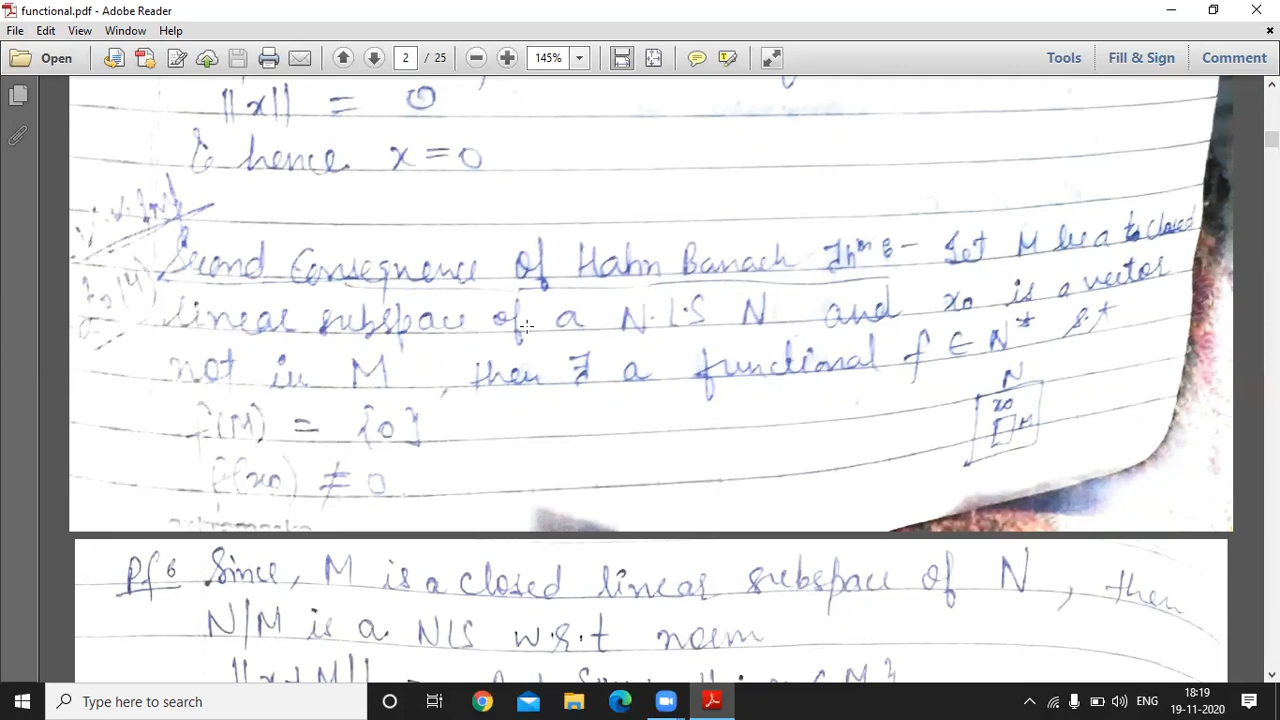 functional.pdf - Adobe Reader
File Edit View Window Help
Open 2 / 25 145% Tools Fill & Sign Comment
||x|| = 0
hence x = 0
Second Consequence of Hahn Banach Thm :- Let M be a closed
linear subspace of a N.L.S N and x0 is a vector
not in M, then ∃ a functional f ∈ N* s.t
f(M) = {0}
f(x0) ≠ 0
N
x0
M
Pf : Since, M is a closed linear subspace of N, then
N/M is a NLS w.r.t norm
||x+M||
Type here to search
ENG
18:19
19-11-2020